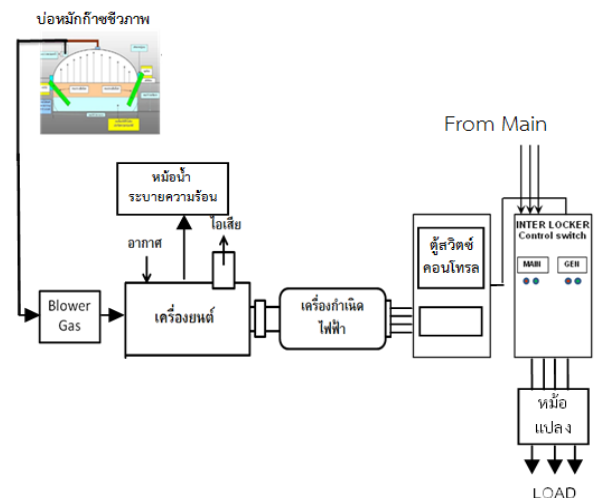 บ่อหมักก๊าซชีวภาพ
From Main
หม้อน้ำ
ระบายความร้อน
ไอเสีย
อากาศ
ตู้สวิตซ์
คอนโทรล
INTER LOCKER
Control switch
MAIN GEN
Blower
Gas
เครื่องยนต์
เครื่องกำเนิด
ไฟฟ้า
หม้อ
แปลง
LOAD